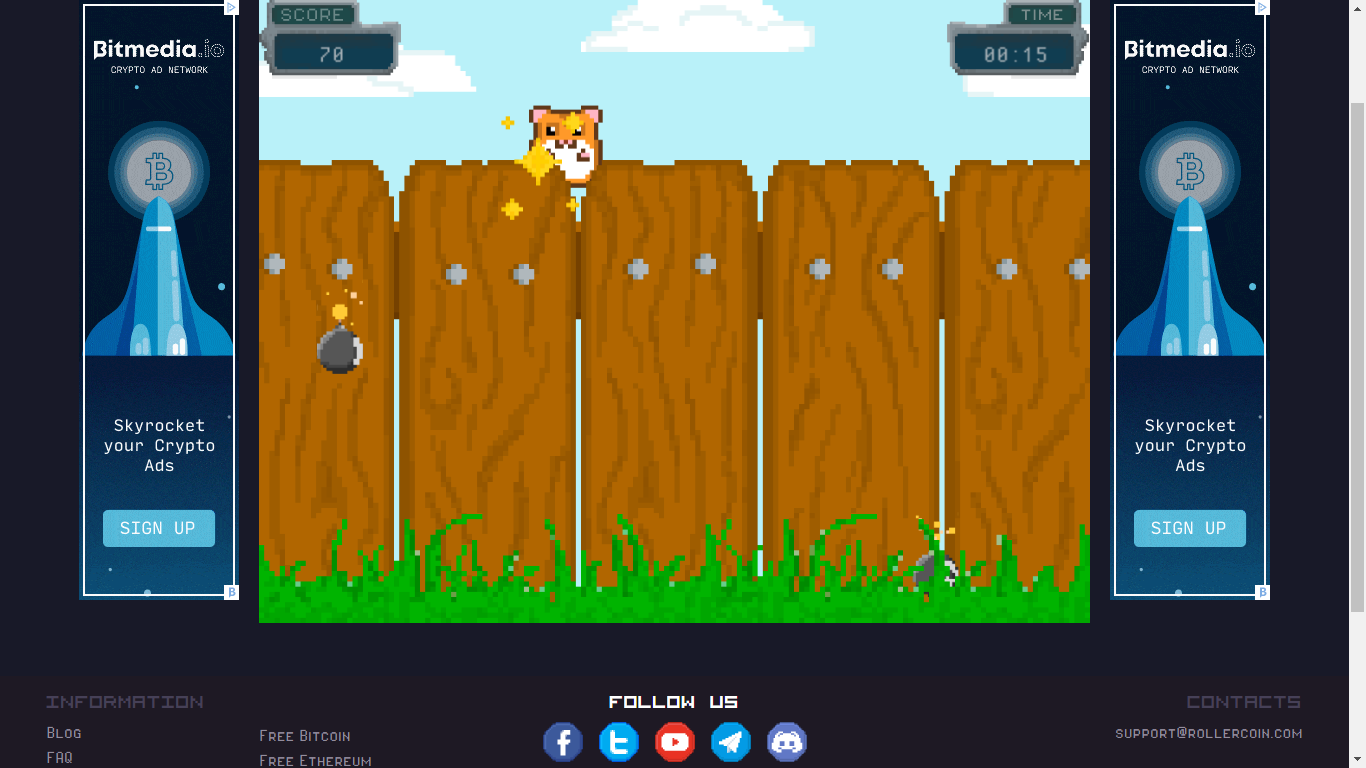 SCORE
70
TIME
00:15
Bitmedia.io
CRYPTO AD NETWORK
Skyrocket
your Crypto
Ads
SIGN UP
Bitmedia.io
CRYPTO AD NETWORK
Skyrocket
your Crypto
Ads
SIGN UP
INFORMATION
Blog
FAQ
Free Bitcoin
Free Ethereum
FOLLOW US
CONTACTS
support@rollercoin.com